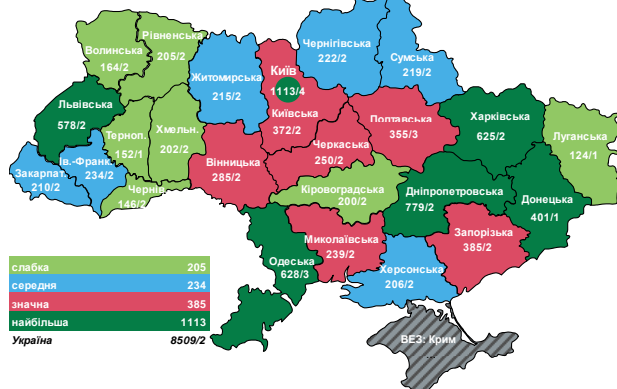 Волинська
164/2
Рівненська
205/2
Житомирська
215/2
Київ
1113/4
Київська
372/2
Чернігівська
222/2
Сумська
219/2
Львівська
578/2
Терноп.
152/1
Хмельн.
202/2
Вінницька
285/2
Черкаська
250/2
Полтавська
355/3
Харківська
625/2
Луганська
124/1
Закарпат.
210/2
Ів.-Франк.
234/2
Чернів.
146/2
Кіровоградська
200/2
Дніпропетровська
779/2
Донецька
401/1
Одеська
628/3
Миколаївська
239/2
Херсонська
206/2
Запорізька
385/2
ВЕЗ: Крим
...
слабка 205
середня 234
значна 385
найбільша 1113
Україна 8509/2